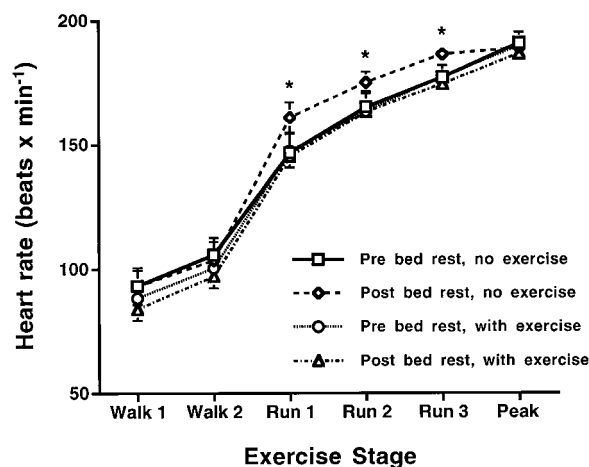 Heart rate (beats x min-1)
200
150
100
50
*
*
*
Pre bed rest, no exercise
Post bed rest, no exercise
Pre bed rest, with exercise
Post bed rest, with exercise
Walk 1 Walk 2 Run 1 Run 2 Run 3 Peak
Exercise Stage